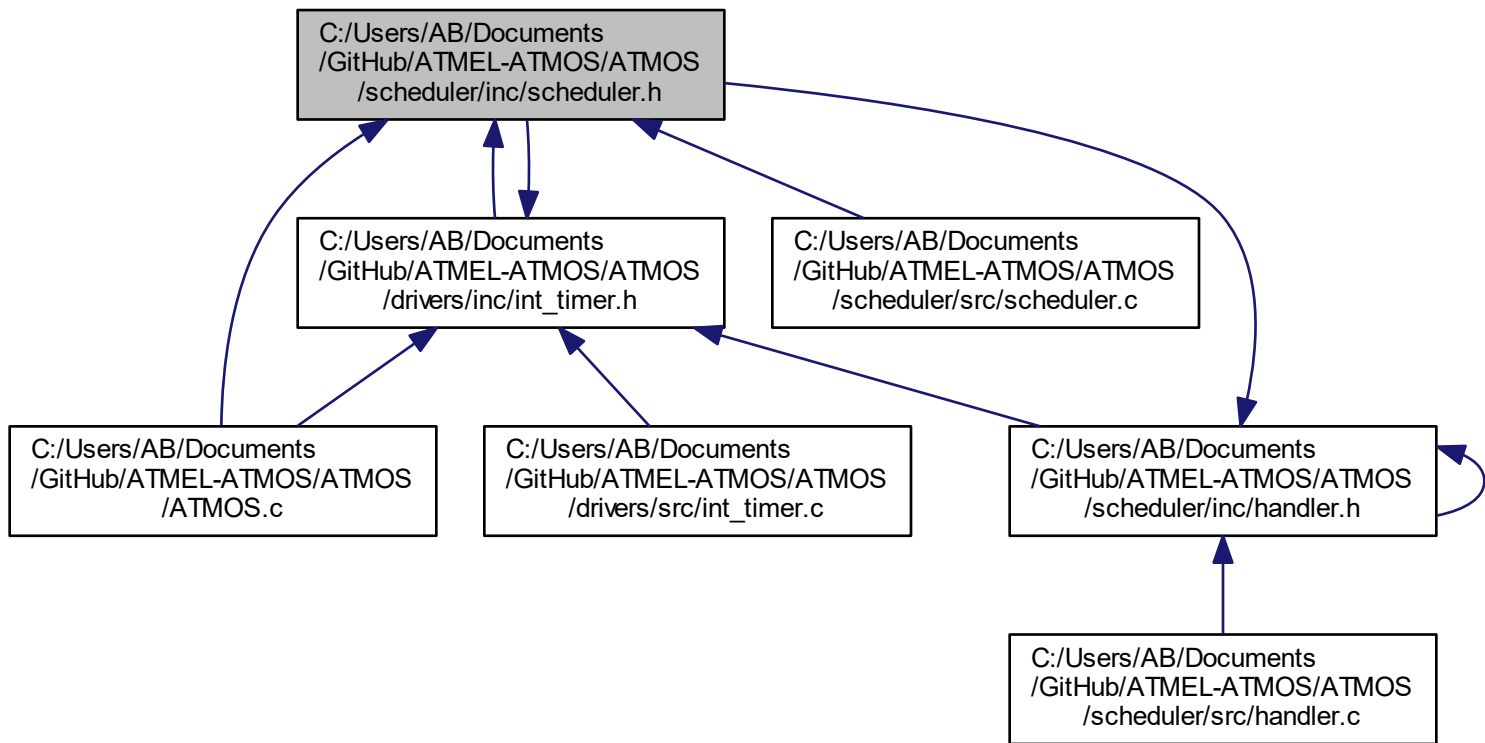 C:/Users/AB/Documents
/GitHub/ATMEL-ATMOS/ATMOS
/scheduler/inc/scheduler.h
C:/Users/AB/Documents
/GitHub/ATMEL-ATMOS/ATMOS
/drivers/inc/int_timer.h
C:/Users/AB/Documents
/GitHub/ATMEL-ATMOS/ATMOS
/scheduler/src/scheduler.c
C:/Users/AB/Documents
/GitHub/ATMEL-ATMOS/ATMOS
/ATMOS.c
C:/Users/AB/Documents
/GitHub/ATMEL-ATMOS/ATMOS
/drivers/src/int_timer.c
C:/Users/AB/Documents
/GitHub/ATMEL-ATMOS/ATMOS
/scheduler/inc/handler.h
C:/Users/AB/Documents
/GitHub/ATMEL-ATMOS/ATMOS
/scheduler/src/handler.c